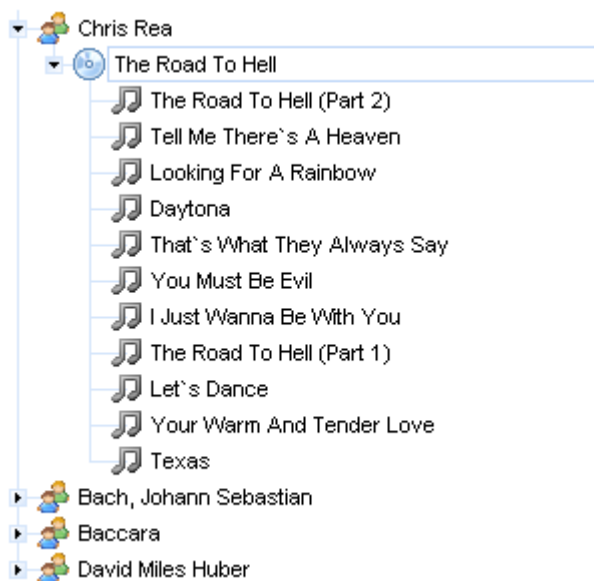 Chris Rea
The Road To Hell
The Road To Hell (Part 2)
Tell Me There`s A Heaven
Looking For A Rainbow
Daytona
That`s What They Always Say
You Must Be Evil
I Just Wanna Be With You
The Road To Hell (Part 1)
Let`s Dance
Your Warm And Tender Love
Texas
Bach, Johann Sebastian
Baccara
David Miles Huber